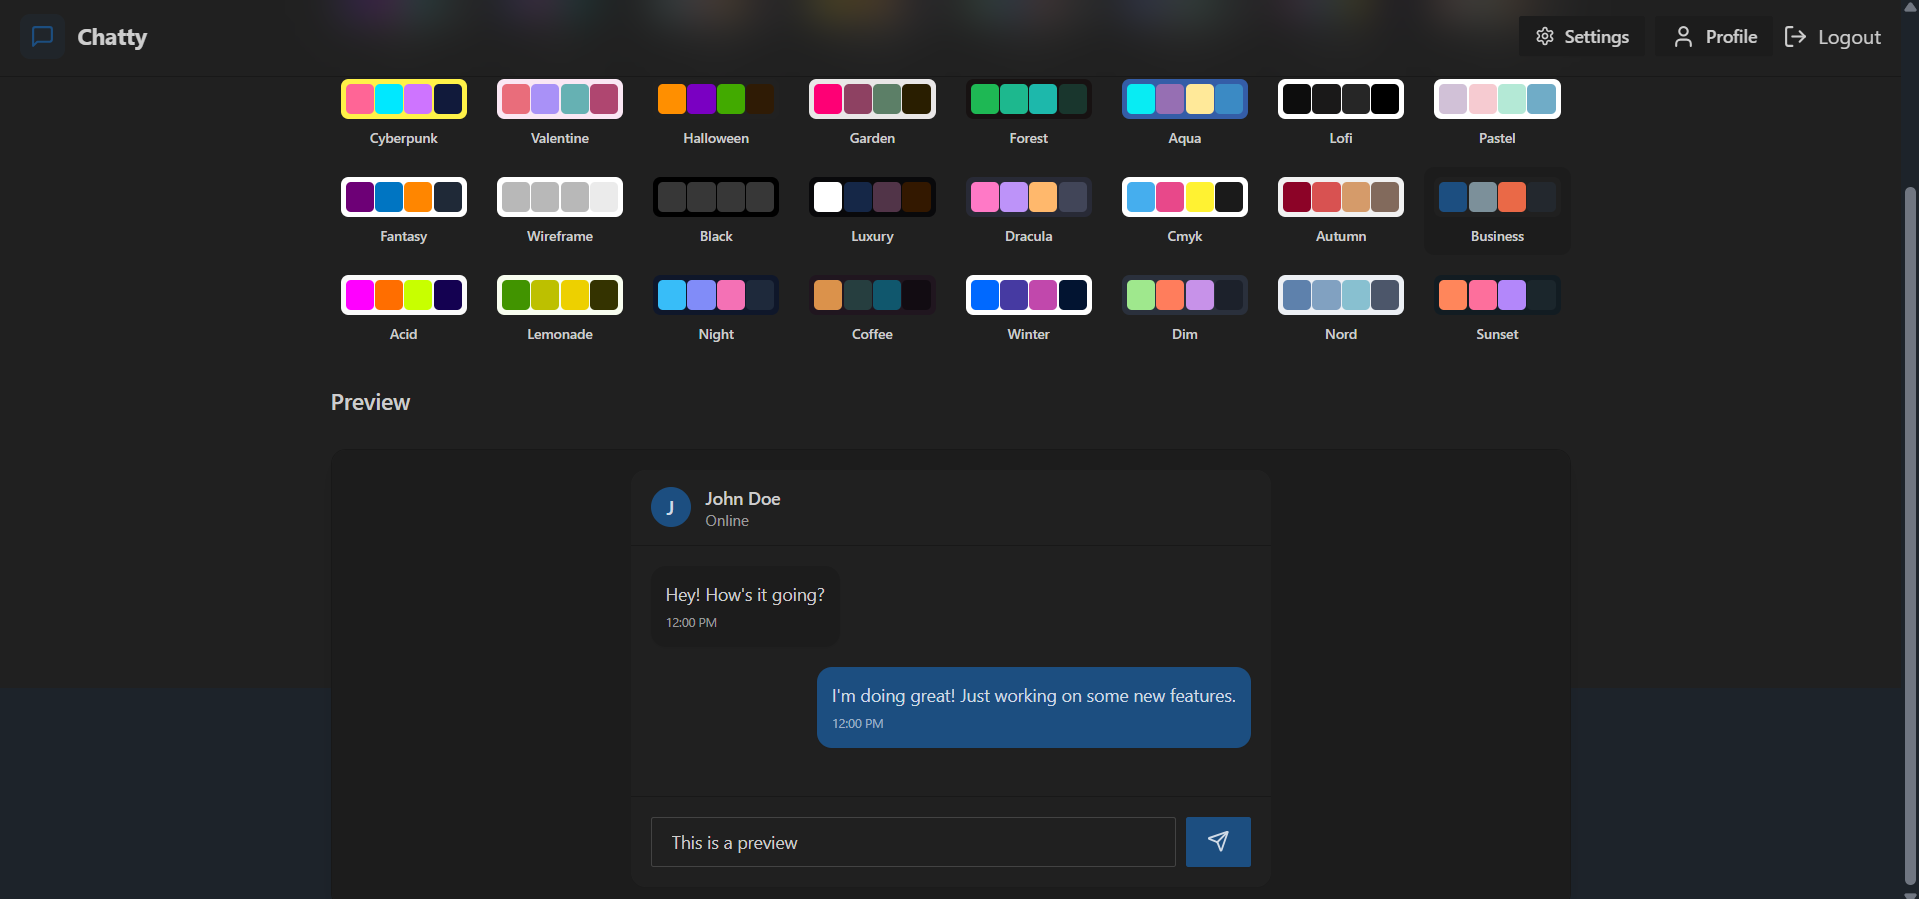 Chatty
Settings Profile Logout
Cyberpunk Valentine Halloween Garden Forest Aqua Lofi Pastel
Fantasy Wireframe Black Luxury Dracula Cmyk Autumn Business
Acid Lemonade Night Coffee Winter Dim Nord Sunset
Preview
J
John Doe
Online
Hey! How's it going?
12:00 PM
I'm doing great! Just working on some new features.
12:00 PM
This is a preview